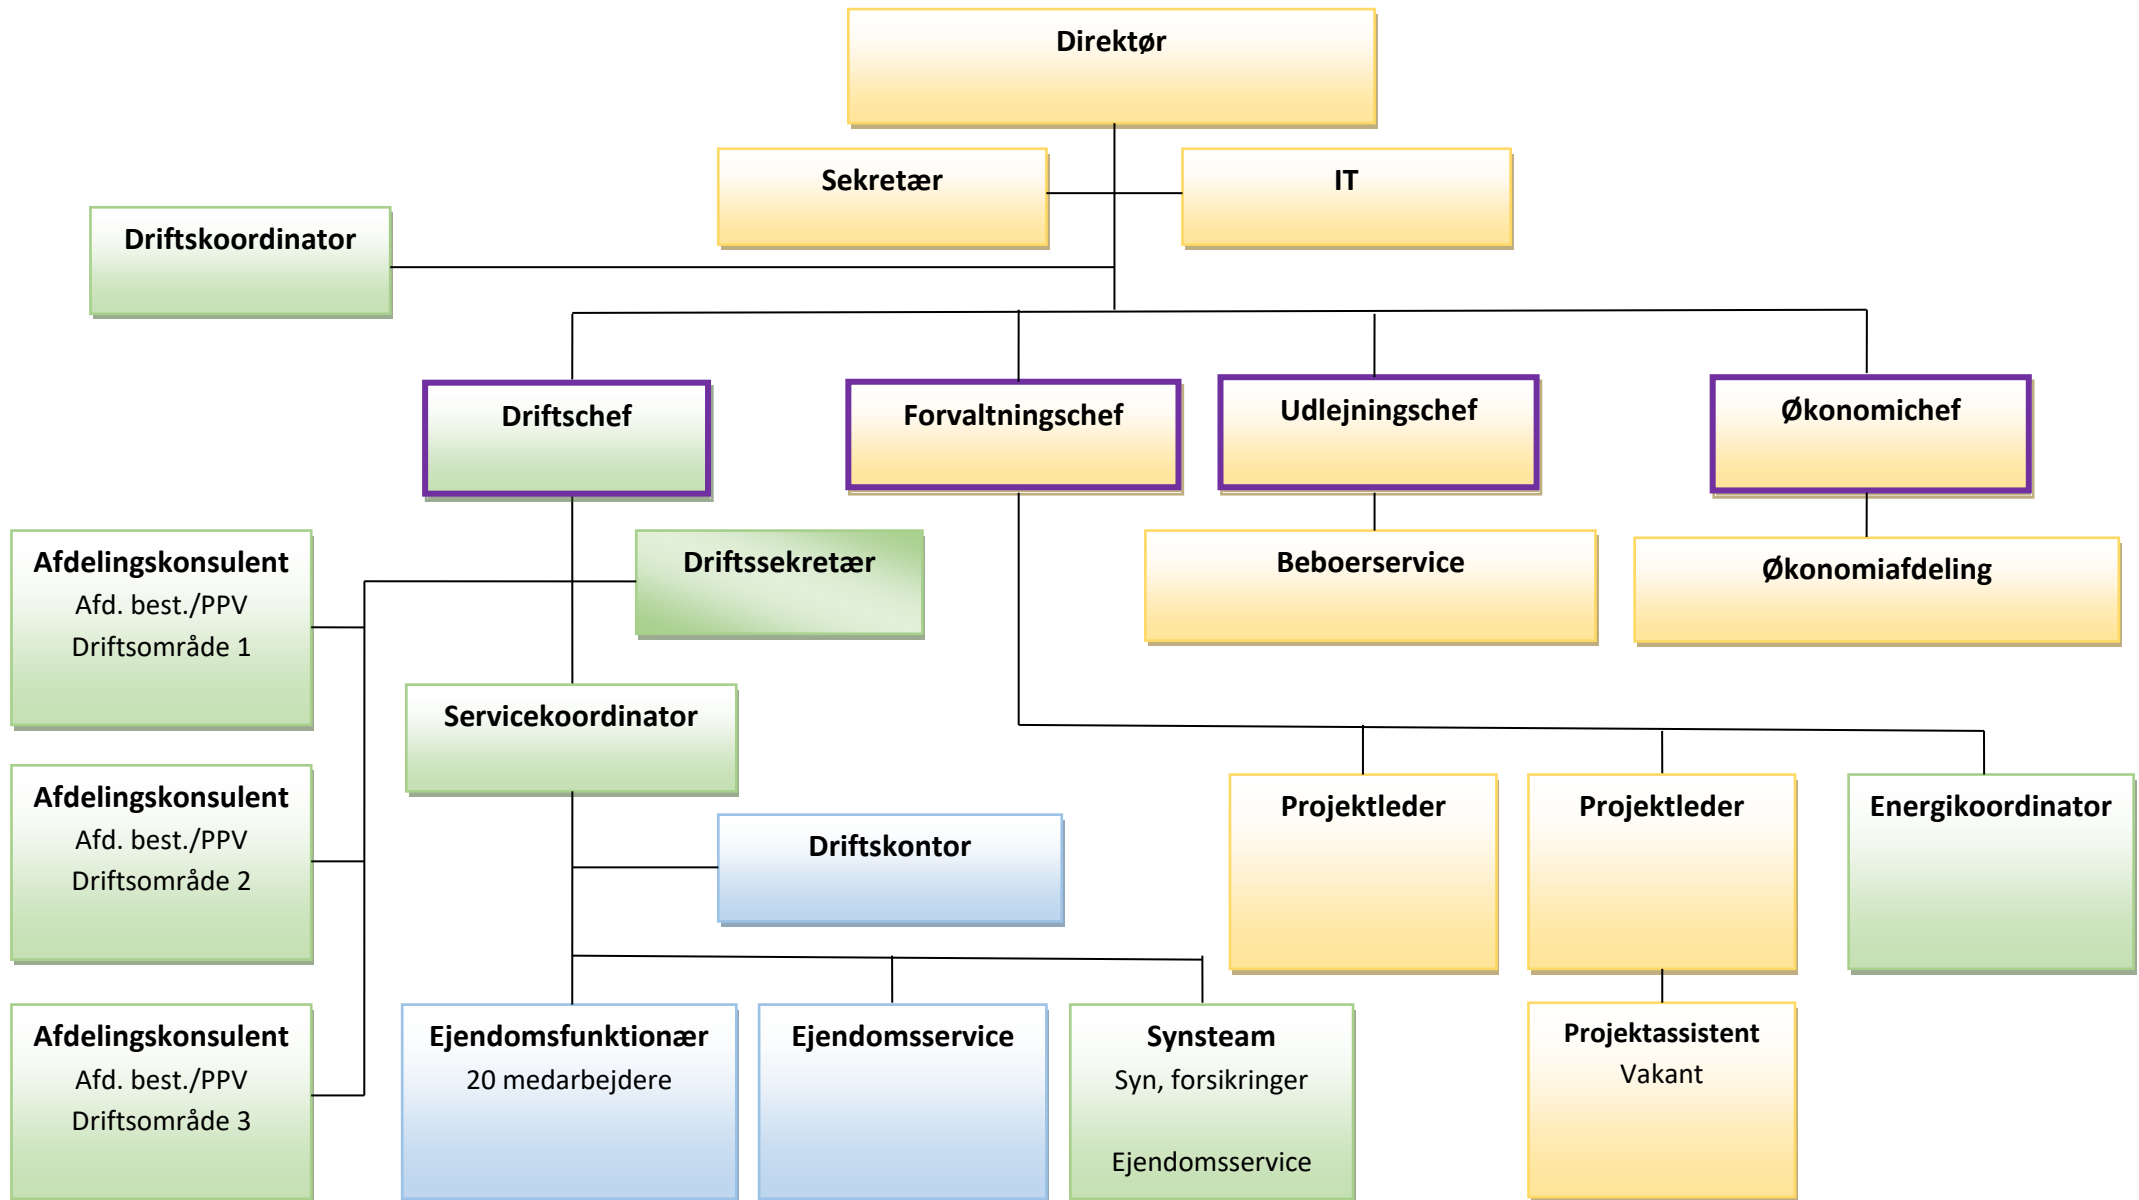 Direktør
Sekretær
IT
Driftskoordinator
Driftschef
Forvaltningschef
Udlejningschef
Økonomichef
Afdelingskonsulent
Afd. best./PPV
Driftsområde 1
Driftssekretær
Beboerservice
Økonomiafdeling
Servicekoordinator
Afdelingskonsulent
Afd. best./PPV
Driftsområde 2
Driftskontor
Projektleder
Projektleder
Energikoordinator
Afdelingskonsulent
Afd. best./PPV
Driftsområde 3
Ejendomsfunktionær
20 medarbejdere
Ejendomsservice
Synsteam
Syn, forsikringer
Ejendomsservice
Projektassistent
Vakant